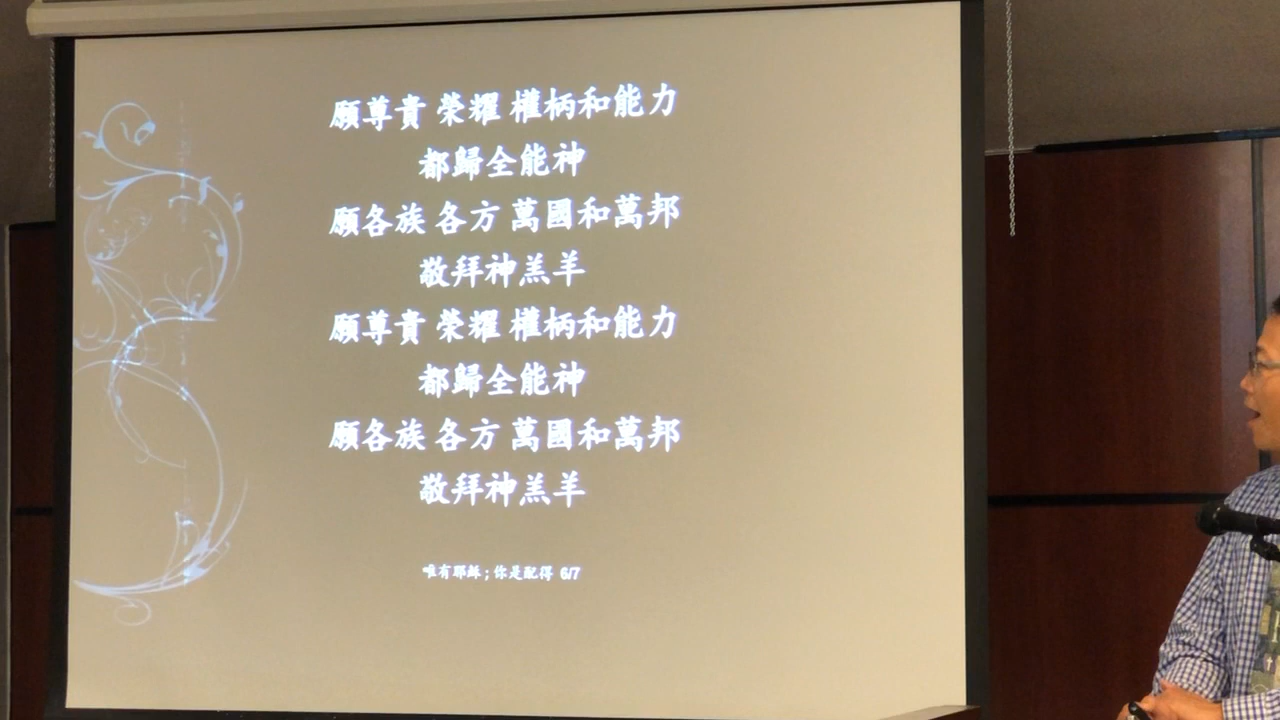 願尊貴 榮耀 權柄和能力
都歸全能神
願各族 各方 萬國和萬邦
敬拜神羔羊
願尊貴 榮耀 權柄和能力
都歸全能神
願各族 各方 萬國和萬邦
敬拜神羔羊
唯有耶穌 ; 你是配得 6/7